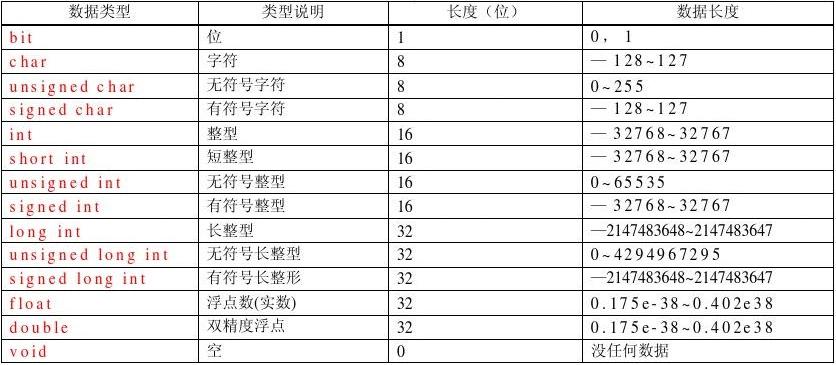 数据类型 类型说明 长度（位） 数据长度
bit 位 1 0，1
char 字符 8 —128~127
unsigned char 无符号字符 8 0~255
signed char 有符号字符 8 —128~127
int 整型 16 —32768~32767
short int 短整型 16 —32768~32767
unsigned int 无符号整型 16 0~65535
signed int 有符号整型 16 —32768~32767
long int 长整型 32 —2147483648~2147483647
unsigned long int 无符号长整型 32 0~4294967295
signed long int 有符号长整形 32 —2147483648~2147483647
float 浮点数(实数) 32 0.175e-38~0.402e38
double 双精度浮点 32 0.175e-38~0.402e38
void 空 0 没任何数据